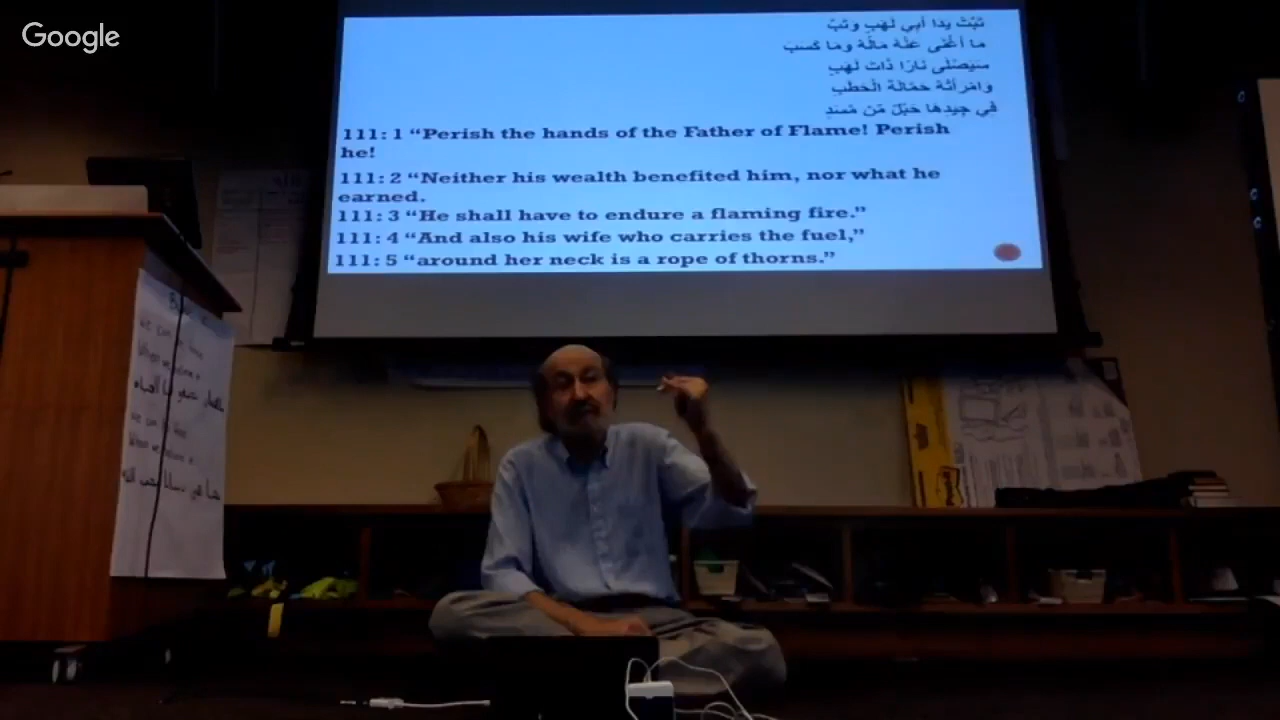 Google
تَبَّتْ يَدَا أَبِي لَهَبٍ وَتَبَّ
مَا أَغْنَى عَنْهُ مَالُهُ وَمَا كَسَبَ
سَيَصْلَى نَارًا ذَاتَ لَهَبٍ
وَامْرَأَتُهُ حَمَّالَةَ الْحَطَبِ
فِي جِيدِهَا حَبْلٌ مِّن مَّسَدٍ
111: 1 “Perish the hands of the Father of Flame! Perish
he!
111: 2 “Neither his wealth benefited him, nor what he
earned.
111: 3 “He shall have to endure a flaming fire.”
111: 4 “And also his wife who carries the fuel,”
111: 5 “around her neck is a rope of thorns.”